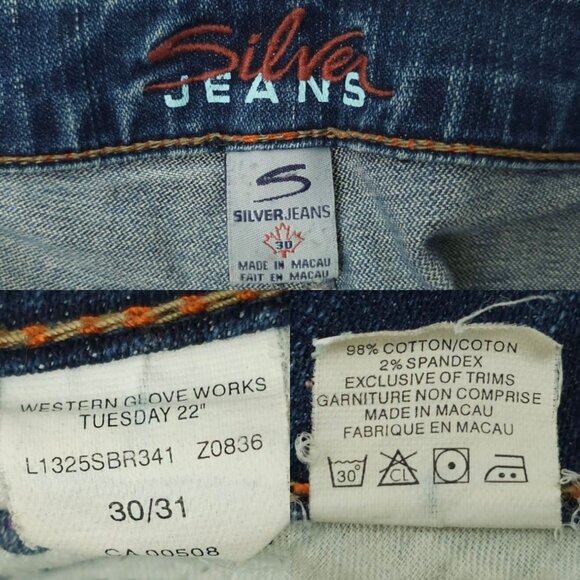 Silver
JEANS
SILVERJEANS
30
MADE IN MACAU
FAIT EN MACAU
WESTERN GLOVE WORKS
TUESDAY 22"
L1325SBR341 Z0836
30/31
CA 00508
98% COTTON/COTON
2% SPANDEX
EXCLUSIVE OF TRIMS
GARNITURE NON COMPRISE
MADE IN MACAU
FABRIQUE EN MACAU
30° CL